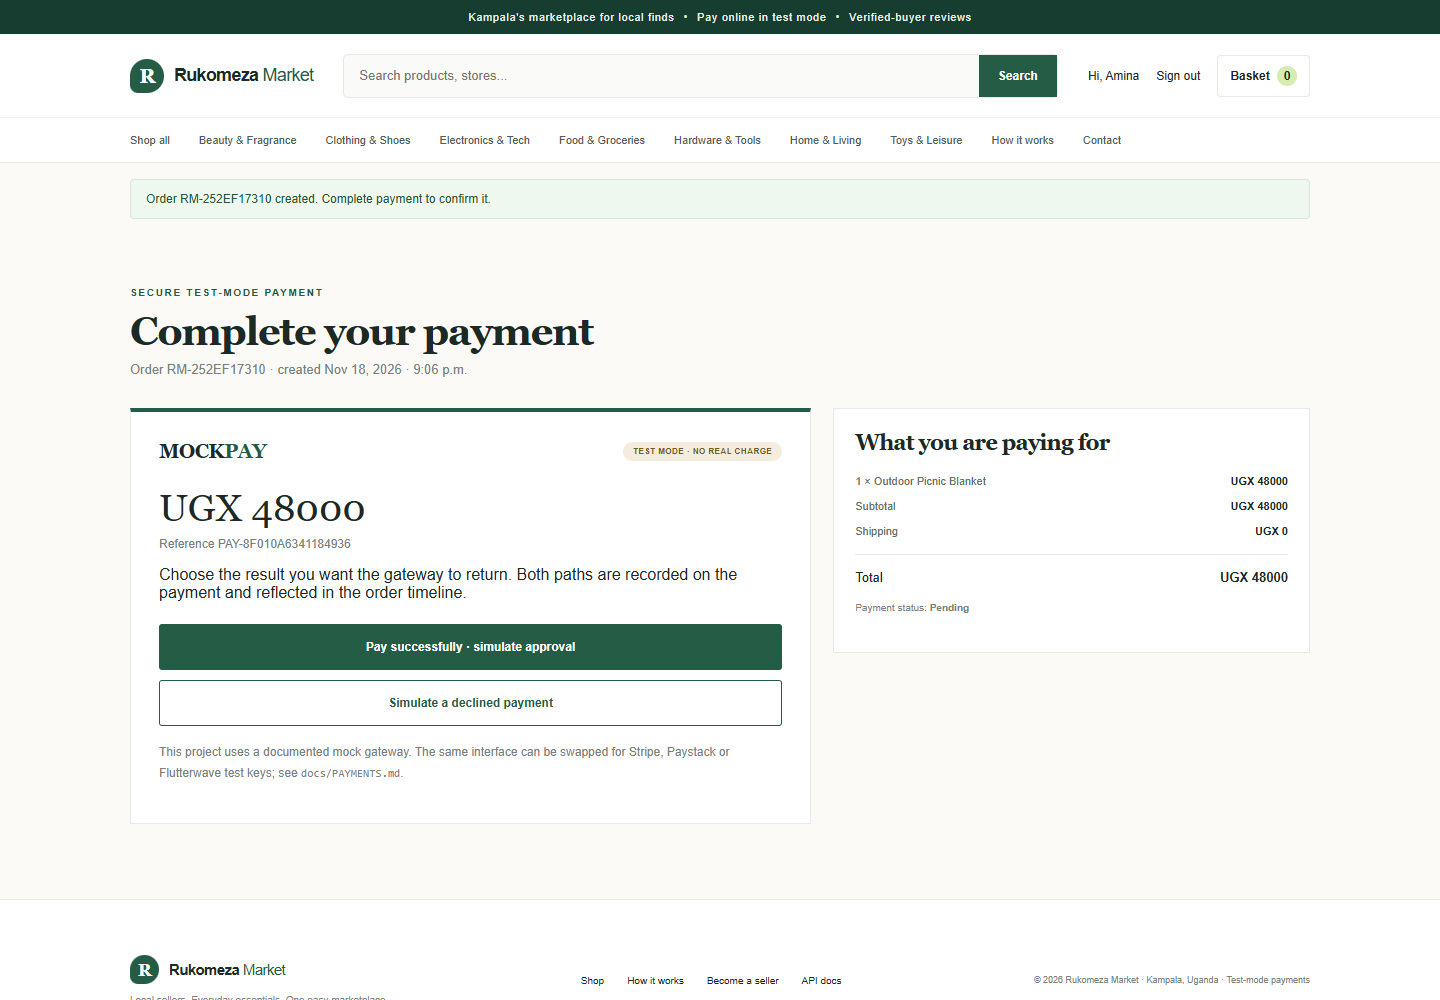 Kampala's marketplace for local finds • Pay online in test mode • Verified-buyer reviews
R Rukomeza Market
Search products, stores...
Search
Hi, Amina
Sign out
Basket 0
Shop all
Beauty & Fragrance
Clothing & Shoes
Electronics & Tech
Food & Groceries
Hardware & Tools
Home & Living
Toys & Leisure
How it works
Contact
Order RM-252EF17310 created. Complete payment to confirm it.
SECURE TEST-MODE PAYMENT
Complete your payment
Order RM-252EF17310 · created Nov 18, 2026 · 9:06 p.m.
MOCKPAY
TEST MODE · NO REAL CHARGE
UGX 48000
Reference PAY-8F010A6341184936
Choose the result you want the gateway to return. Both paths are recorded on the
payment and reflected in the order timeline.
Pay successfully · simulate approval
Simulate a declined payment
This project uses a documented mock gateway. The same interface can be swapped for Stripe, Paystack or
Flutterwave test keys; see docs/PAYMENTS.md.
What you are paying for
1 × Outdoor Picnic Blanket UGX 48000
Subtotal UGX 48000
Shipping UGX 0
Total UGX 48000
Payment status: Pending
R Rukomeza Market
Local sellers. Everyday essentials. One easy marketplace.
Shop
How it works
Become a seller
API docs
© 2026 Rukomeza Market · Kampala, Uganda · Test-mode payments